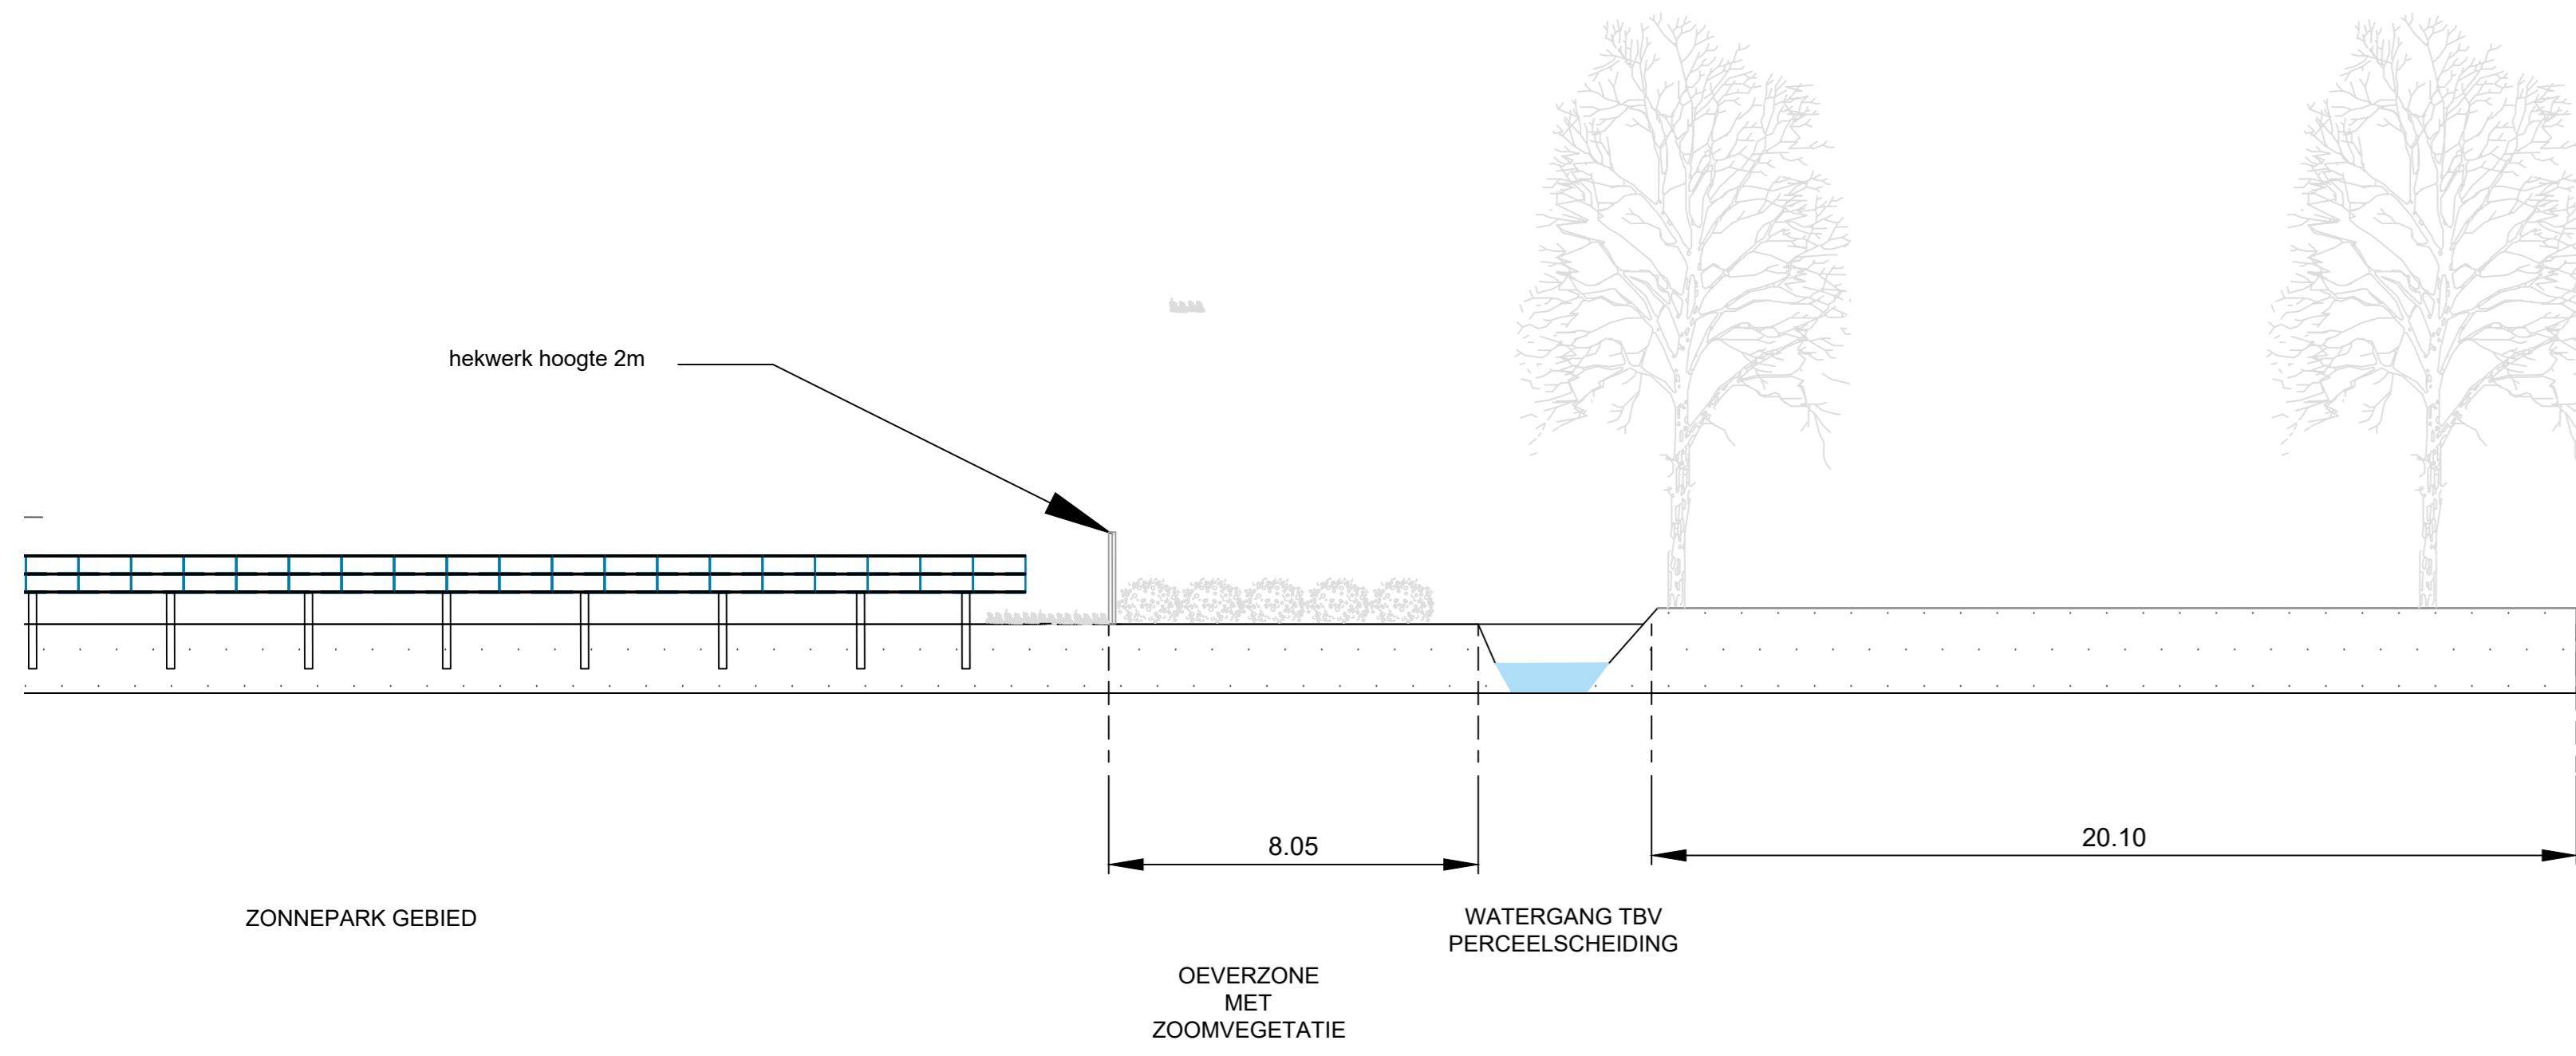 hekwerk hoogte 2m
8.05
20.10
ZONNEPARK GEBIED
WATERGANG TBV
PERCEELSCHEIDING
OEVERZONE
MET
ZOOMVEGETATIE